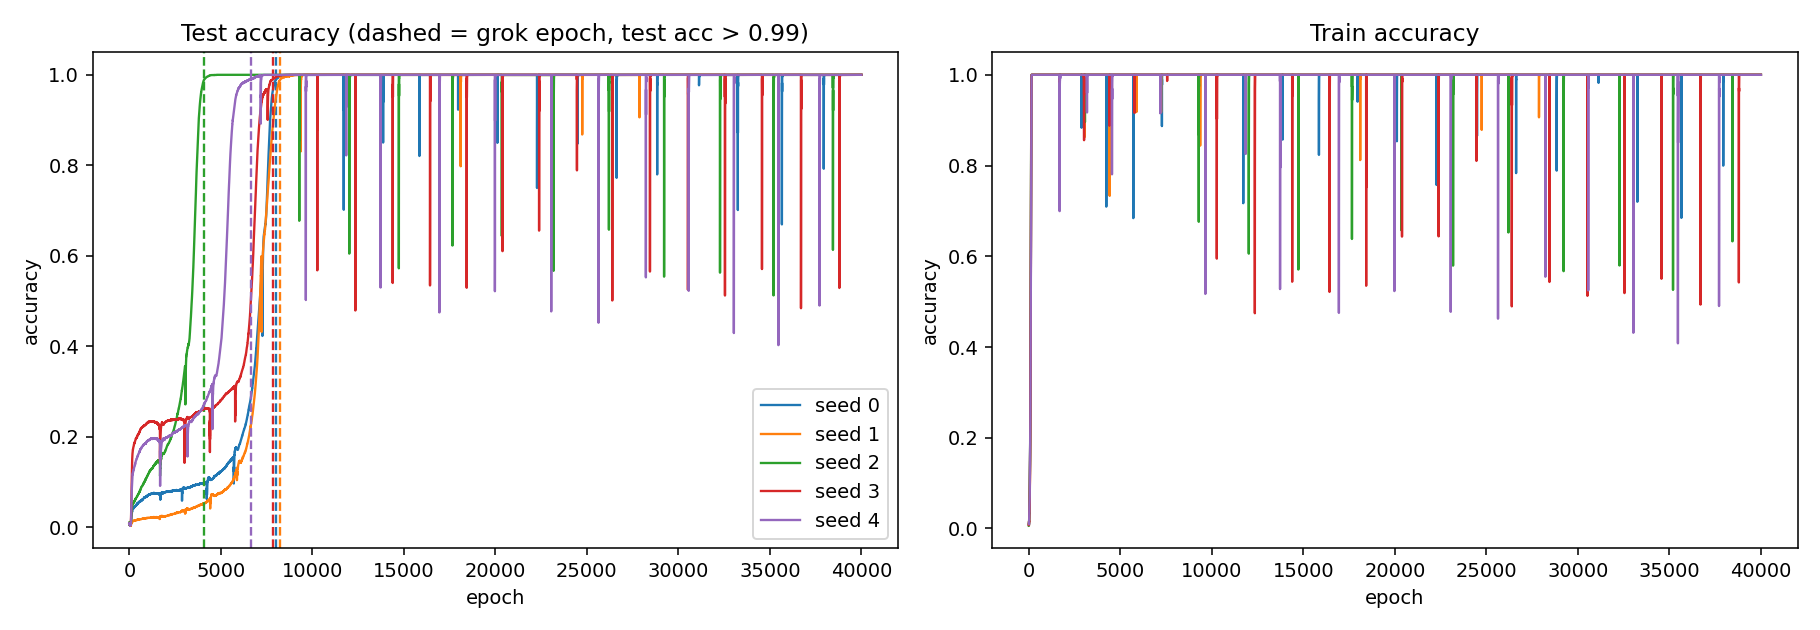 Test accuracy (dashed = grok epoch, test acc > 0.99)
accuracy
1.0
0.8
0.6
0.4
0.2
0.0
0 5000 10000 15000 20000 25000 30000 35000 40000
epoch
seed 0
seed 1
seed 2
seed 3
seed 4
Train accuracy
accuracy
1.0
0.8
0.6
0.4
0.2
0.0
0 5000 10000 15000 20000 25000 30000 35000 40000
epoch